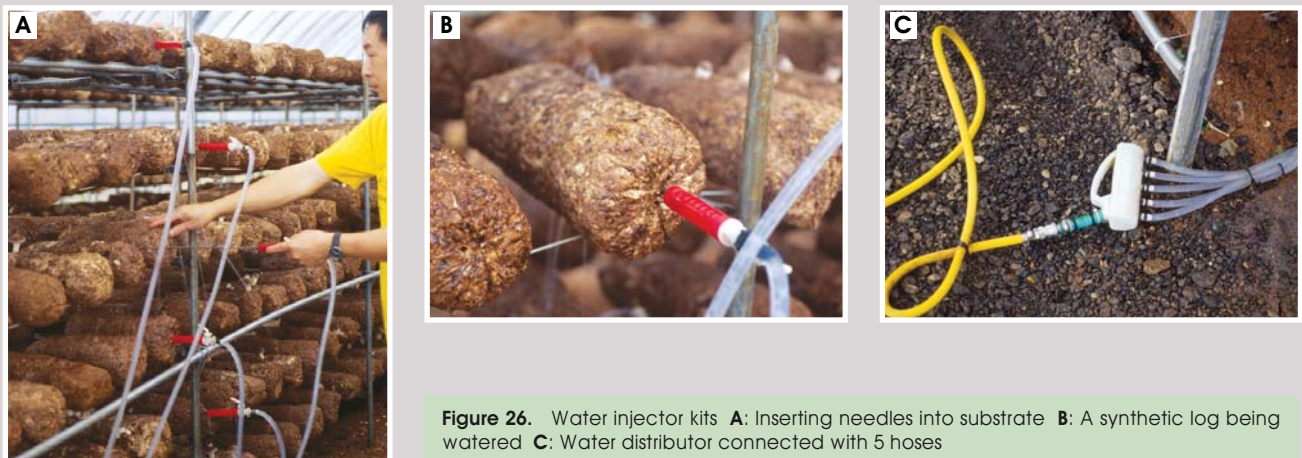 A
B
C
Figure 26. Water injector kits A: Inserting needles into substrate B: A synthetic log being
watered C: Water distributor connected with 5 hoses